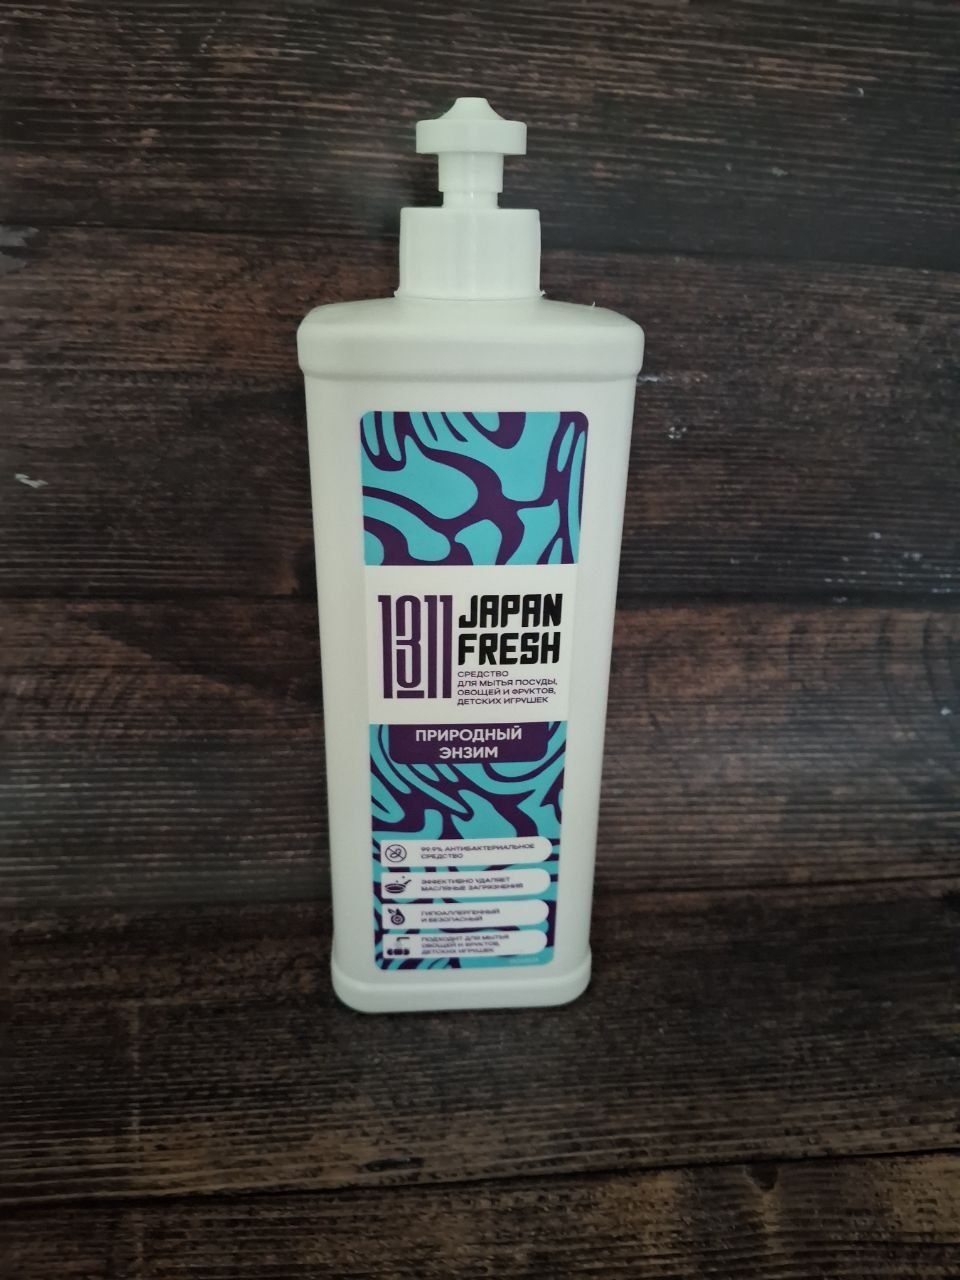 1311
JAPAN
FRESH
СРЕДСТВО
ДЛЯ МЫТЬЯ ПОСУДЫ,
ОВОЩЕЙ И ФРУКТОВ,
ДЕТСКИХ ИГРУШЕК
ПРИРОДНЫЙ
ЭНЗИМ
99.9% АНТИБАКТЕРИАЛЬНОЕ
СРЕДСТВО
ЭФФЕКТИВНО УДАЛЯЕТ
МАСЛЯНЫЕ ЗАГРЯЗНЕНИЯ
ГИПОАЛЛЕРГЕННЫЙ
И БЕЗОПАСНЫЙ
ПОДХОДИТ ДЛЯ МЫТЬЯ
ОВОЩЕЙ И ФРУКТОВ,
ДЕТСКИХ ИГРУШЕК